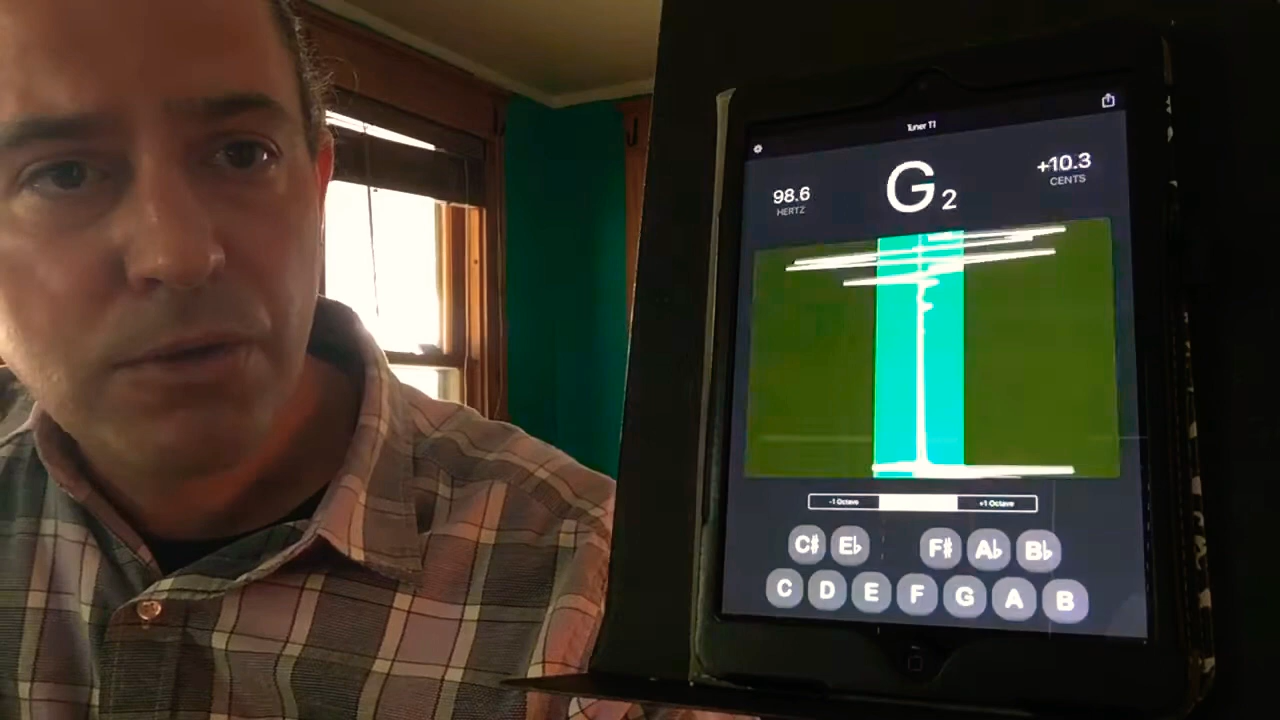 Tuner T1
98.6
HERTZ
G2
+10.3
CENTS
-1 Octave
+1 Octave
C# E♭ F# A♭ B♭
C D E F G A B